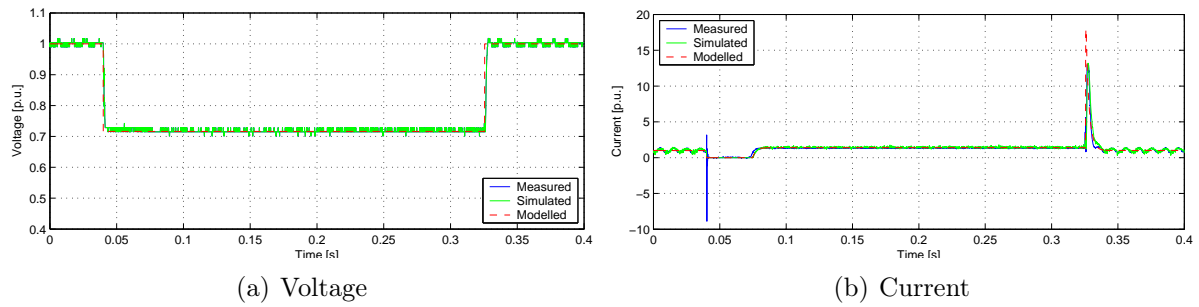 1.1
1
0.9
0.8
0.7
0.6
0.5
0.4
Voltage [p.u.]
Measured
Simulated
Modelled
0 0.05 0.1 0.15 0.2 0.25 0.3 0.35 0.4
Time [s]
(a) Voltage
20
15
10
5
0
−5
−10
Current [p.u.]
Measured
Simulated
Modelled
0 0.05 0.1 0.15 0.2 0.25 0.3 0.35 0.4
Time [s]
(b) Current